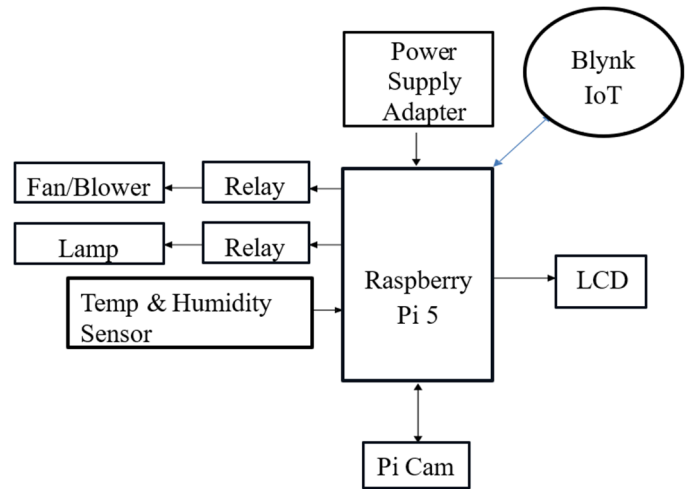 Power
Supply
Adapter
Blynk
IoT
Fan/Blower
Relay
Lamp
Relay
Temp & Humidity
Sensor
Raspberry
Pi 5
LCD
Pi Cam